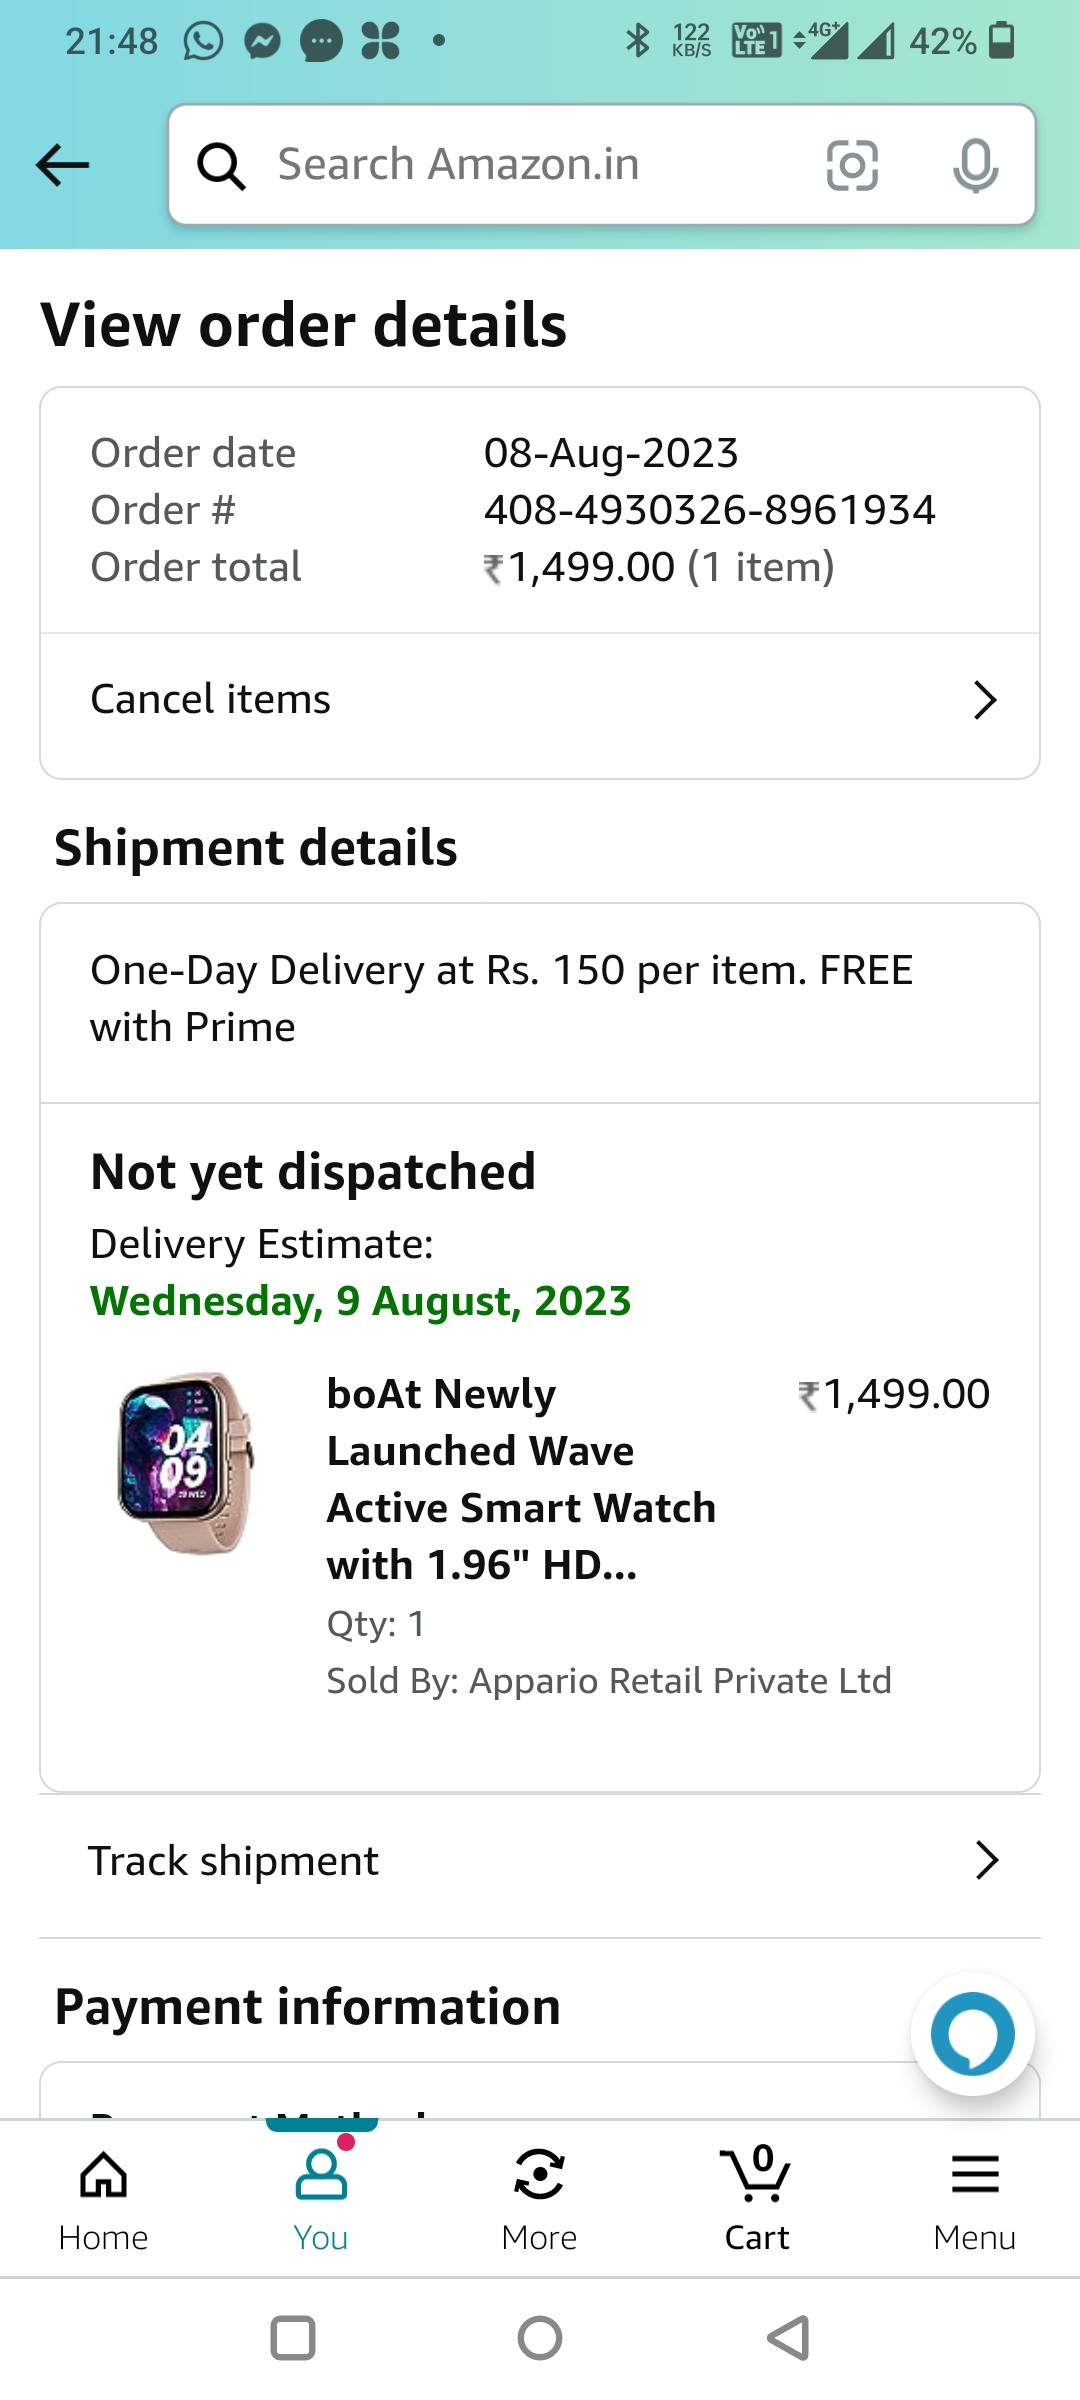 21:48
122
KB/S
Vo 1
LTE
4G+
42%
Search Amazon.in
View order details
Order date 08-Aug-2023
Order # 408-4930326-8961934
Order total ₹1,499.00 (1 item)
Cancel items
Shipment details
One-Day Delivery at Rs. 150 per item. FREE
with Prime
Not yet dispatched
Delivery Estimate:
Wednesday, 9 August, 2023
04
09
boAt Newly ₹1,499.00
Launched Wave
Active Smart Watch
with 1.96" HD...
Qty: 1
Sold By: Appario Retail Private Ltd
Track shipment
Payment information
0
Home You More Cart Menu